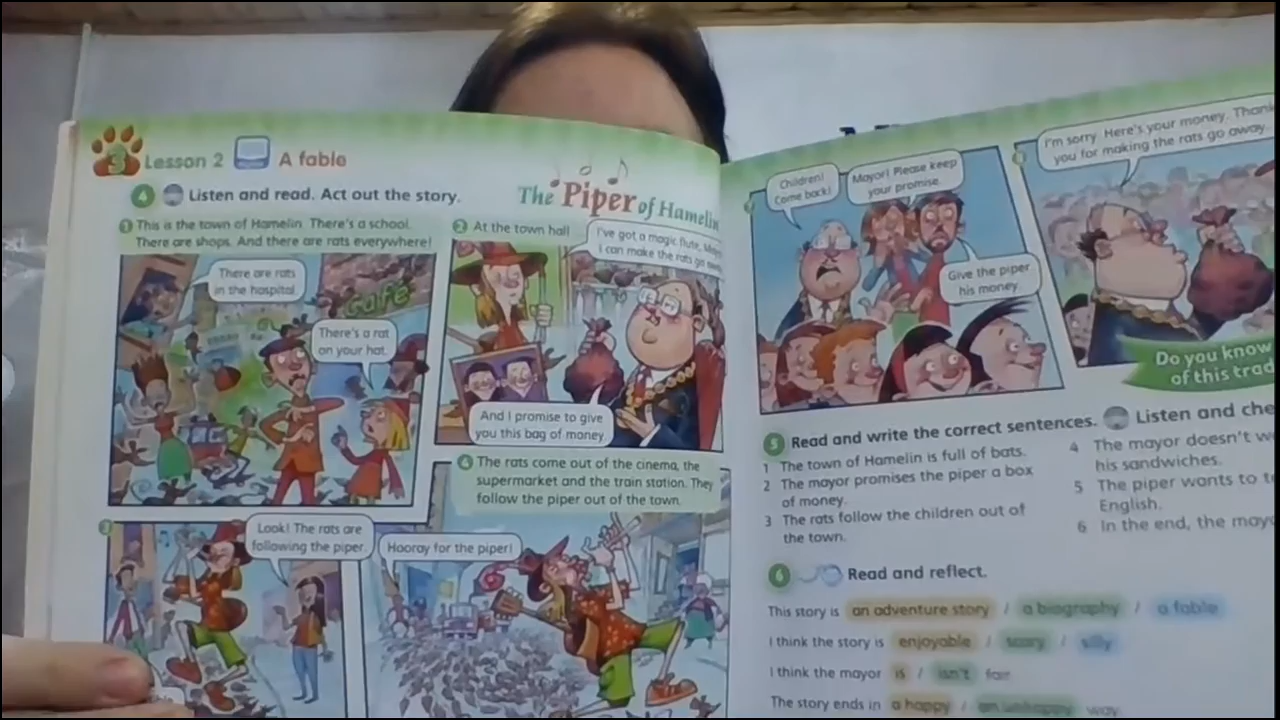 3 Lesson 2 A fable
4 Listen and read. Act out the story.
The Piper of Hamelin
1 This is the town of Hamelin. There's a school.
There are shops. And there are rats everywhere!
There are rats
in the hospital.
café
There's a rat
on your hat.
2 At the town hall
I've got a magic flute,
I can make the rats go
And I promise to give
you this bag of money.
3
Look! The rats are
following the piper.
4 The rats come out of the cinema, the
supermarket and the train station. They
follow the piper out of the town.
Hooray for the piper!
Children!
Come back!
Mayor! Please keep
your promise.
Give the piper
his money.
I'm sorry. Here's your money. Thank
you for making the rats go away.
Do you know
of this
5 Read and write the correct sentences. Listen and
1 The town of Hamelin is full of bats.
2 The mayor promises the piper a box
of money.
3 The rats follow the children out of
the town.
4 The mayor doesn't
his sandwiches.
5 The piper wants to
English.
6 In the end, the
6 Read and reflect.
This story is an adventure story / a biography / a fable
I think the story is enjoyable / scary / silly
I think the mayor is / isn't fair
The story ends in a happy / an unhappy way.